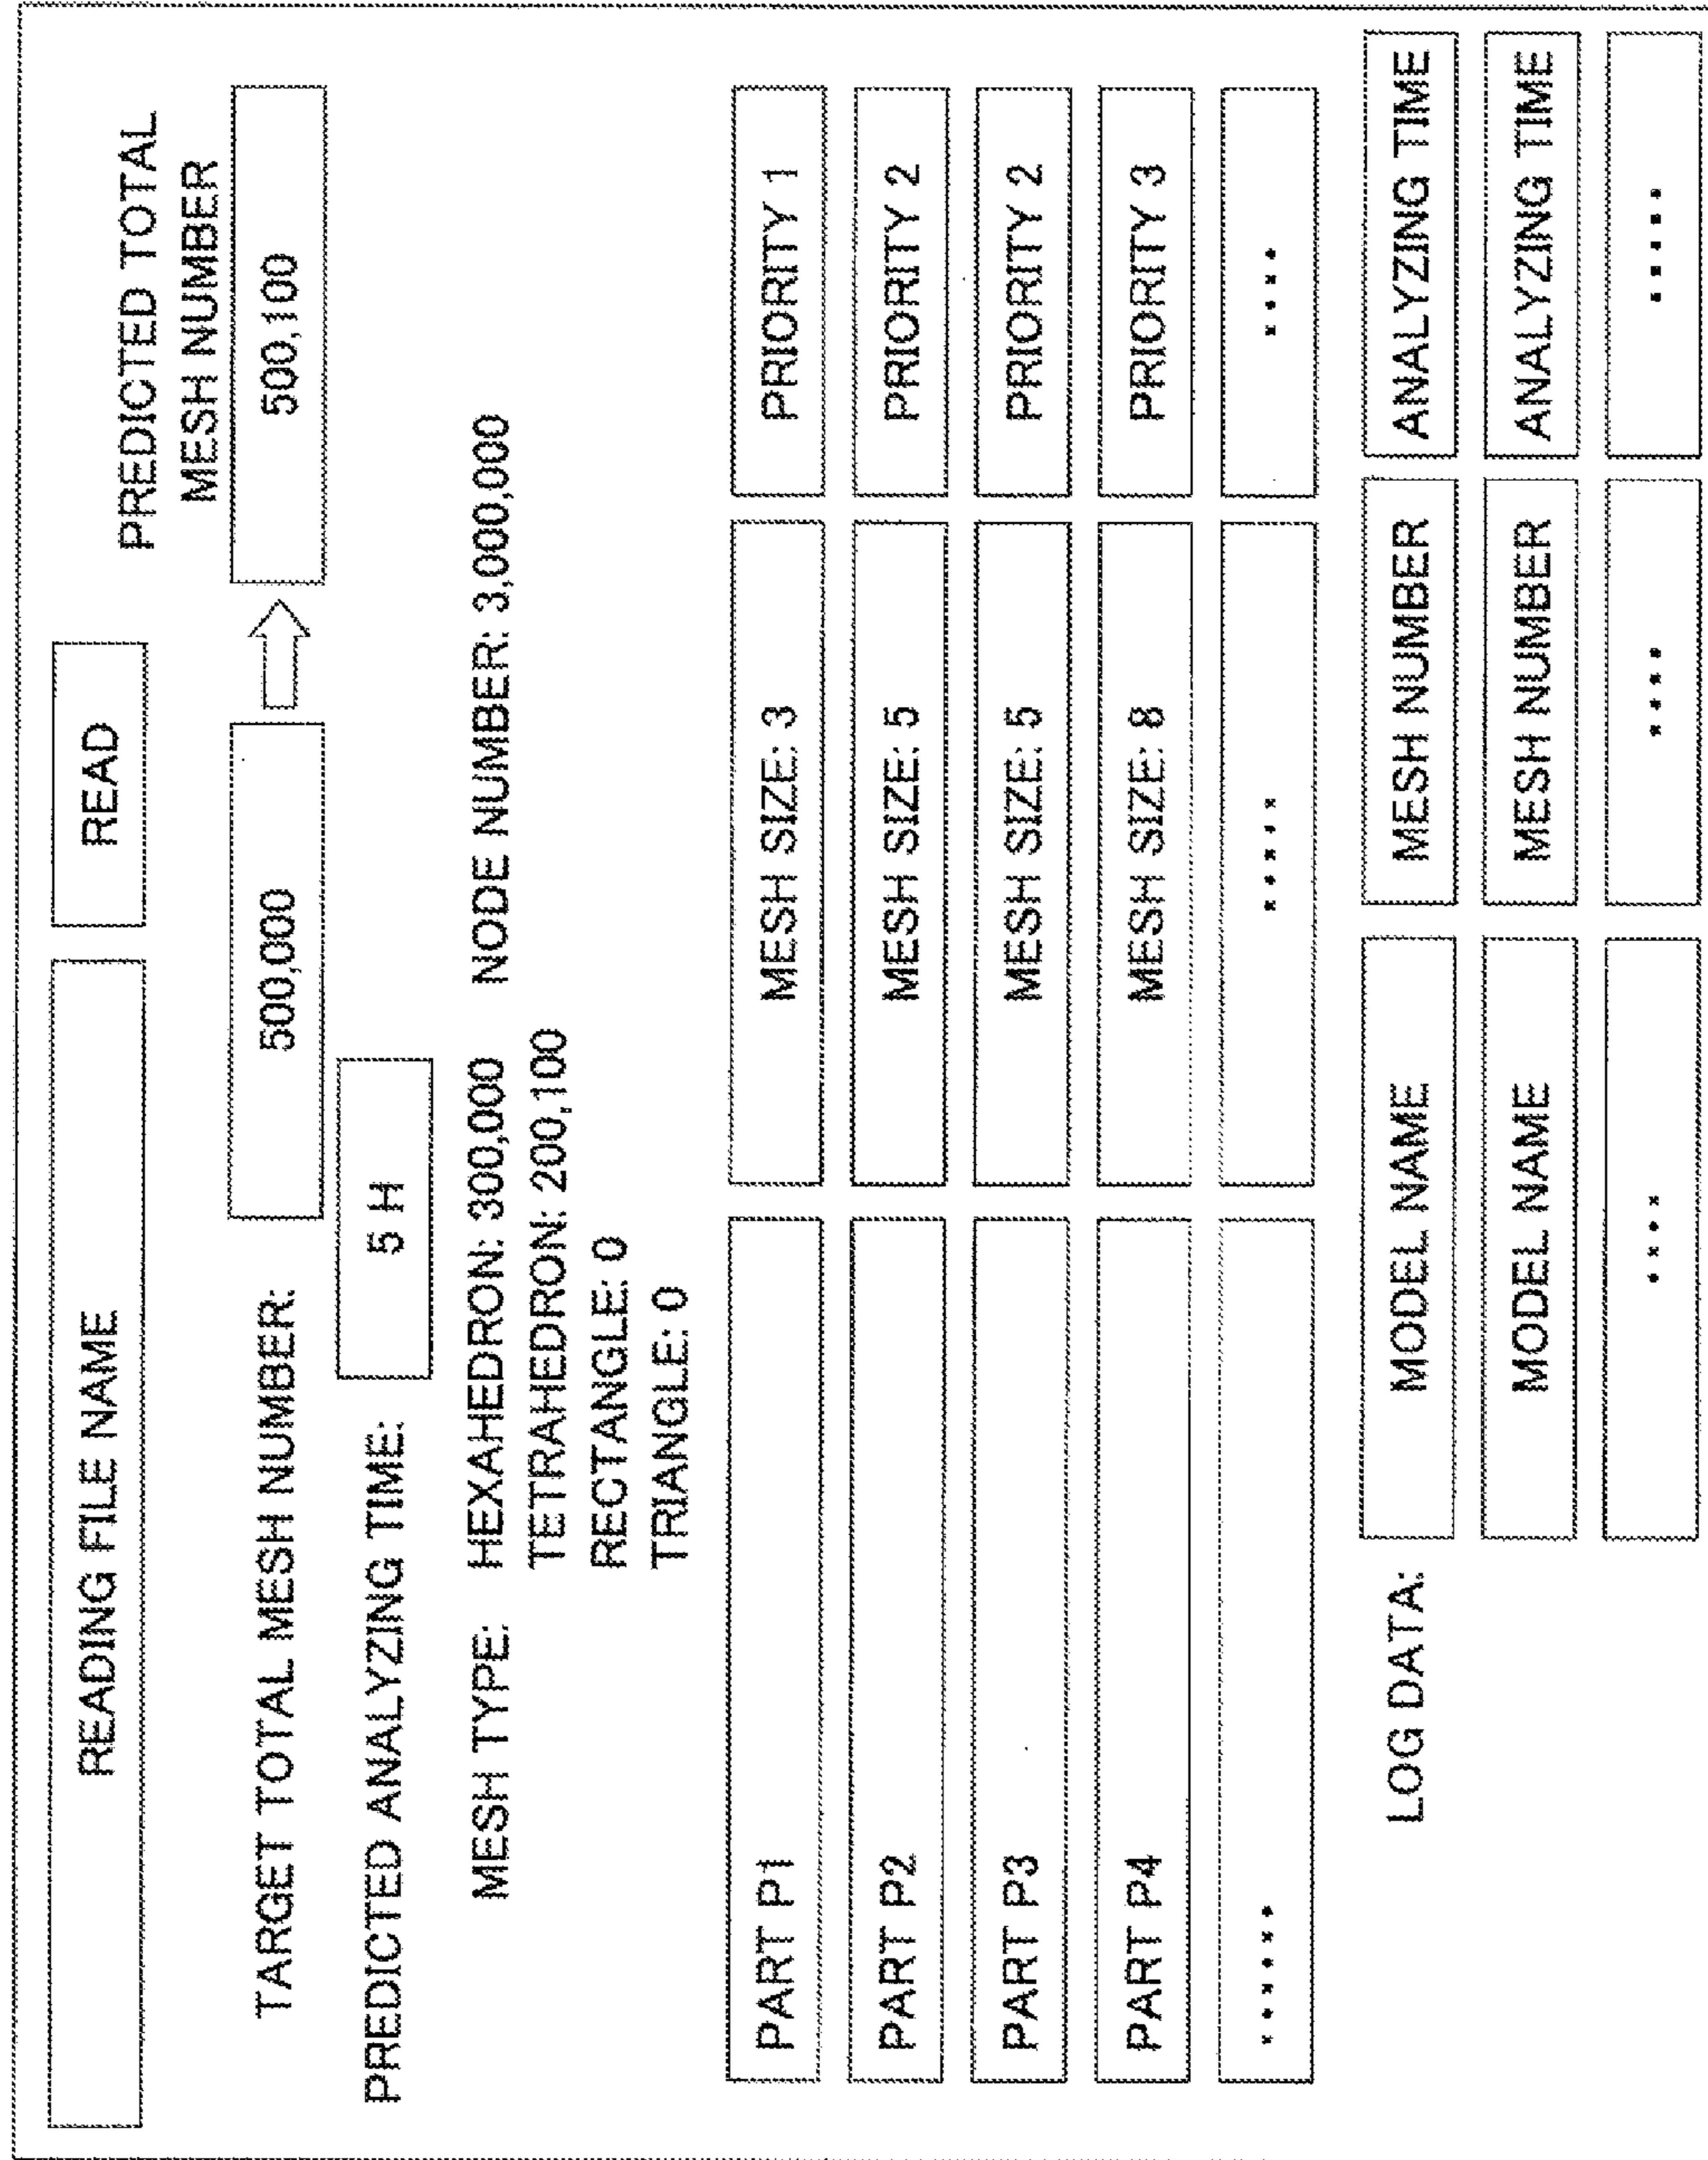 READING FILE NAME READ
PREDICTED TOTAL
MESH NUMBER
TARGET TOTAL MESH NUMBER: 500,000 500,100
PREDICTED ANALYZING TIME: 5 H
MESH TYPE: HEXAHEDRON: 300,000 NODE NUMBER: 3,000,000
TETRAHEDRON: 200,100
RECTANGLE: 0
TRIANGLE: 0
PART P1 MESH SIZE: 3 PRIORITY 1
PART P2 MESH SIZE: 5 PRIORITY 2
PART P3 MESH SIZE: 5 PRIORITY 2
PART P4 MESH SIZE: 8 PRIORITY 3
LOG DATA: MODEL NAME MESH NUMBER ANALYZING TIME
MODEL NAME MESH NUMBER ANALYZING TIME